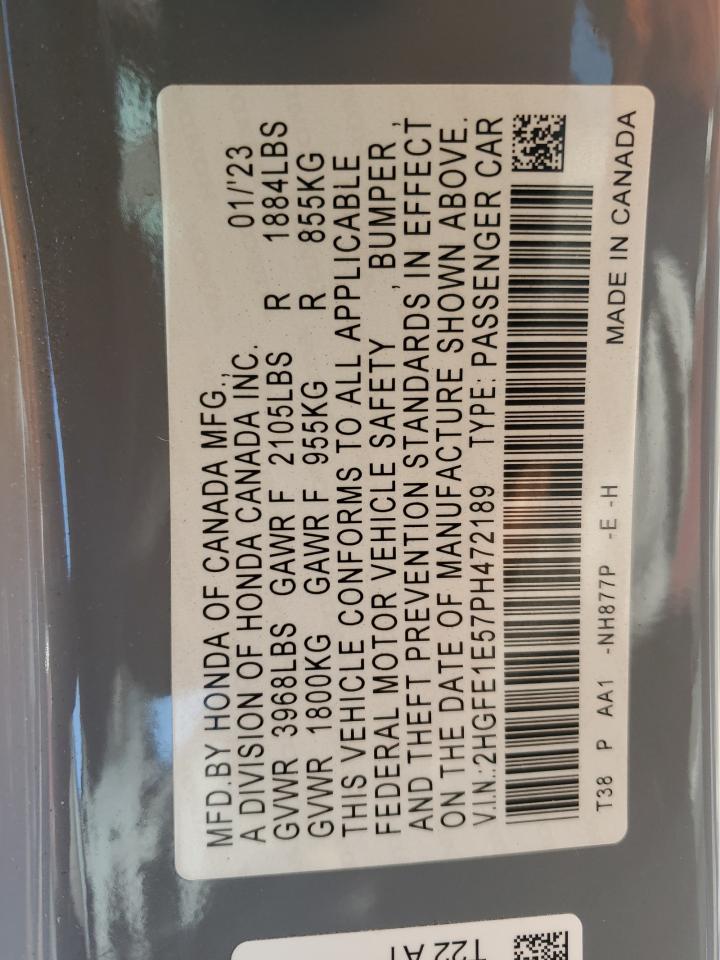 MFD.BY HONDA OF CANADA MFG.,
A DIVISION OF HONDA CANADA INC. 01/'23
GVWR 3968LBS GAWR F 2105LBS R 1884LBS
GVWR 1800KG GAWR F 955KG R 855KG
THIS VEHICLE CONFORMS TO ALL APPLICABLE
FEDERAL MOTOR VEHICLE SAFETY , BUMPER ,
AND THEFT PREVENTION STANDARDS IN EFFECT
ON THE DATE OF MANUFACTURE SHOWN ABOVE.
V.I.N.:2HGFE1E57PH472189 TYPE: PASSENGER CAR
T38 P AA1 -NH877P -E -H MADE IN CANADA